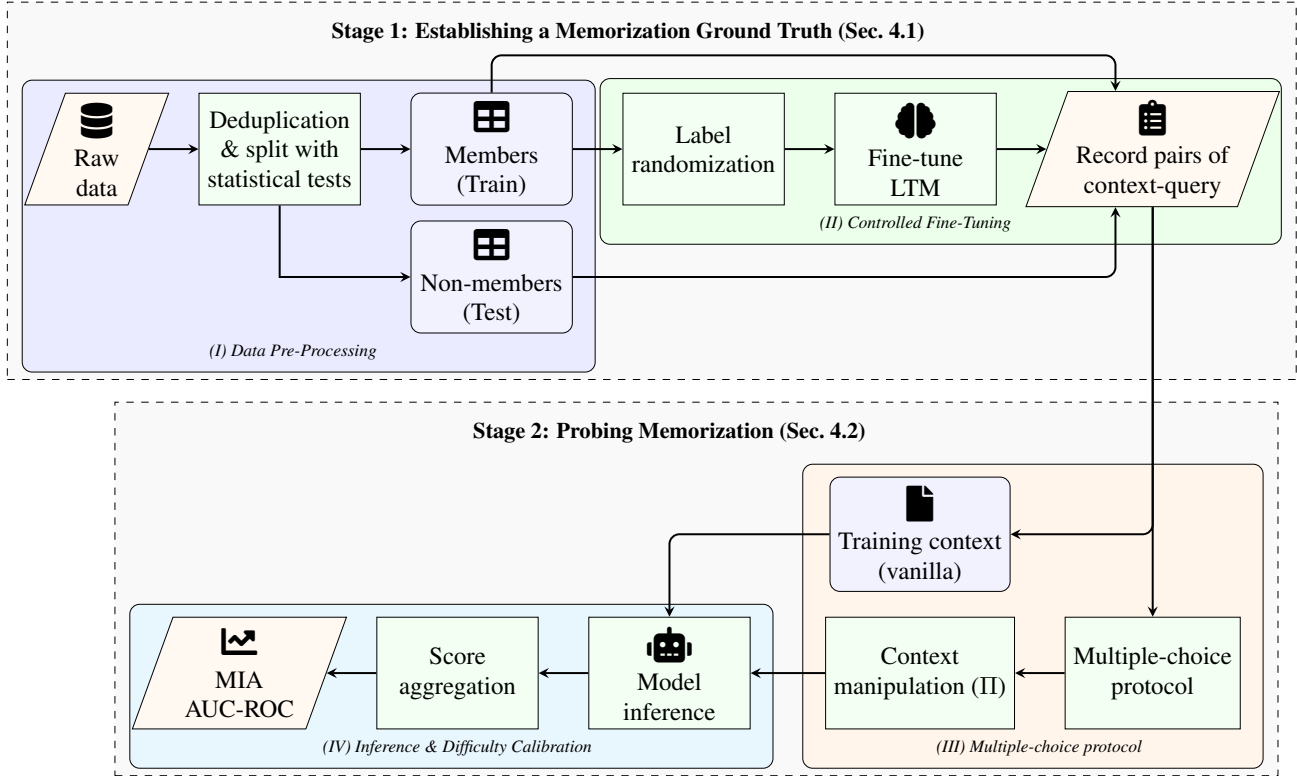 Stage 1: Establishing a Memorization Ground Truth (Sec. 4.1)
Raw
data
Deduplication
& split with
statistical tests
Members
(Train)
Non-members
(Test)
(I) Data Pre-Processing
Label
randomization
Fine-tune
LTM
Record pairs of
context-query
(II) Controlled Fine-Tuning
Stage 2: Probing Memorization (Sec. 4.2)
Training context
(vanilla)
Multiple-choice
protocol
Context
manipulation (Π)
(III) Multiple-choice protocol
Model
inference
Score
aggregation
MIA
AUC-ROC
(IV) Inference & Difficulty Calibration